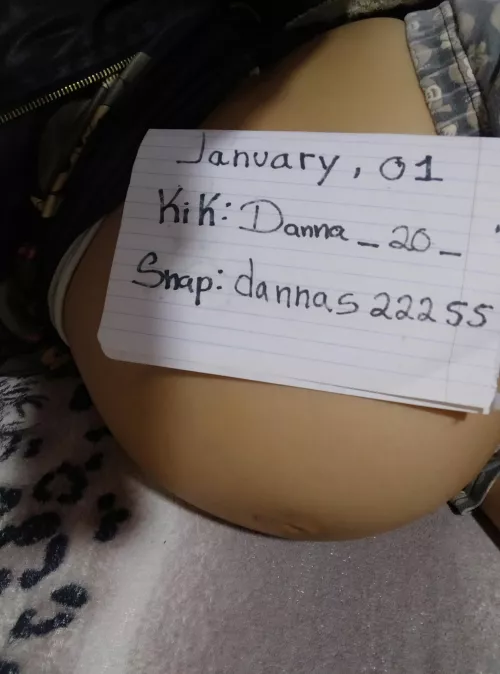 January, 01
Kik: Danna_20_
Snap: dannas22255